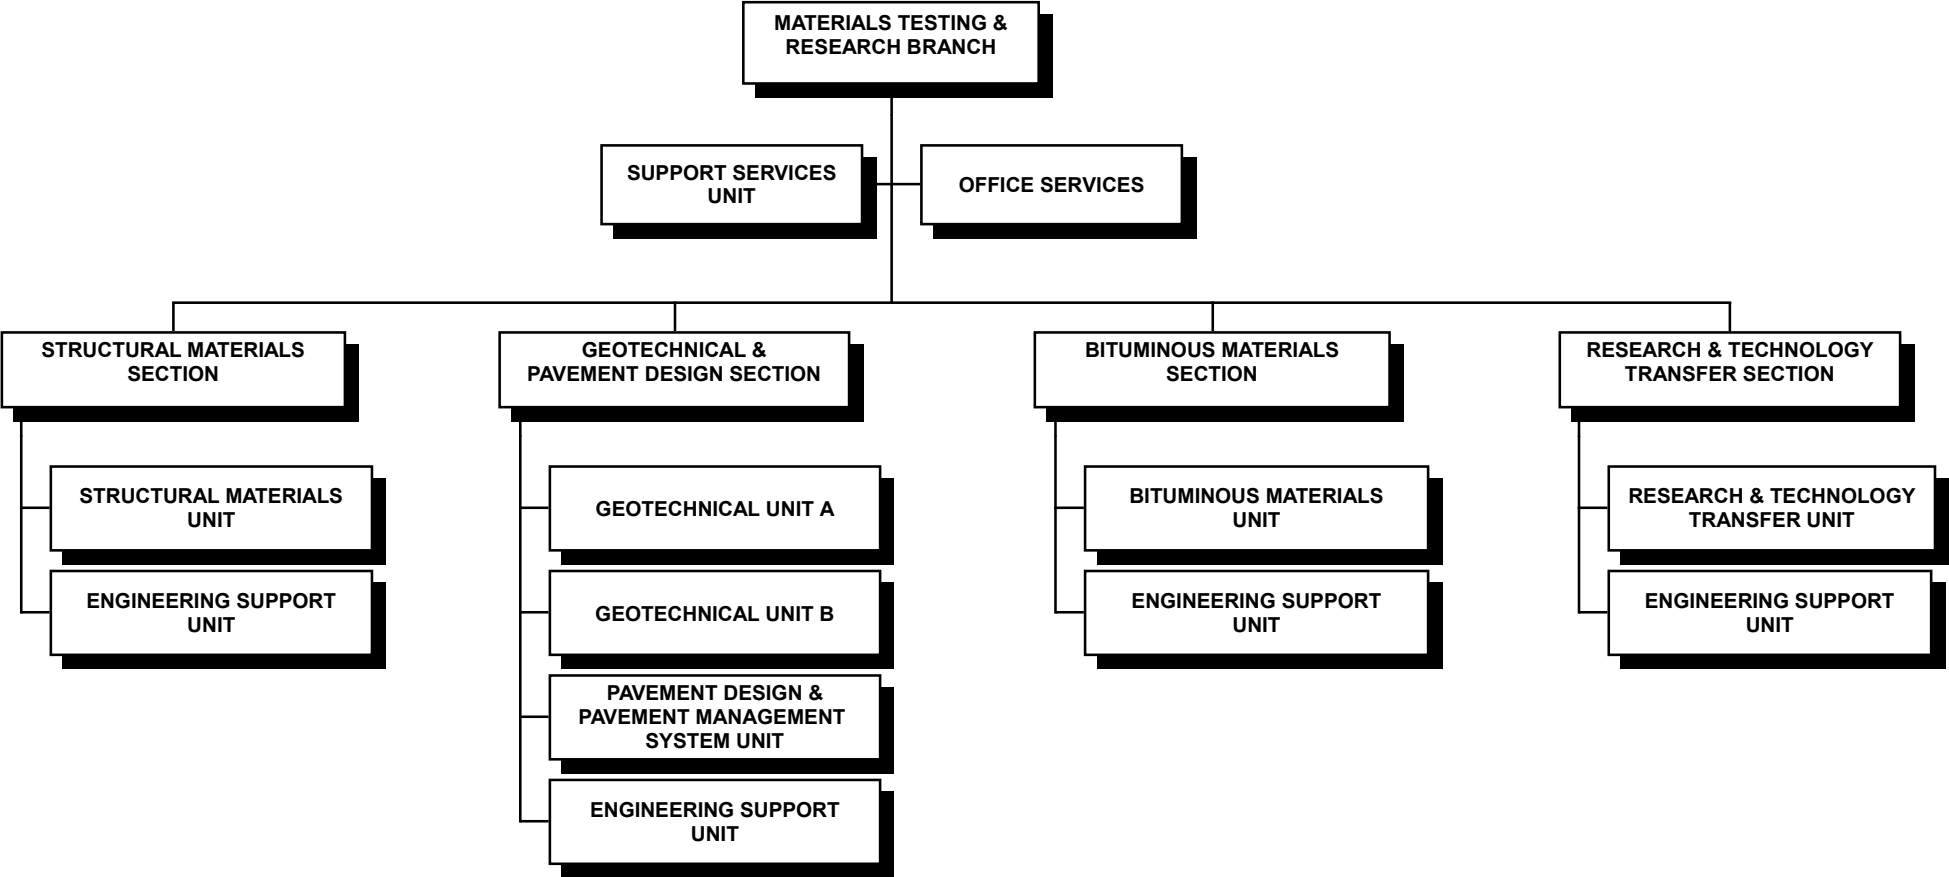 MATERIALS TESTING &
RESEARCH BRANCH
SUPPORT SERVICES
UNIT
OFFICE SERVICES
STRUCTURAL MATERIALS
SECTION
STRUCTURAL MATERIALS
UNIT
ENGINEERING SUPPORT
UNIT
GEOTECHNICAL &
PAVEMENT DESIGN SECTION
GEOTECHNICAL UNIT A
GEOTECHNICAL UNIT B
PAVEMENT DESIGN &
PAVEMENT MANAGEMENT
SYSTEM UNIT
ENGINEERING SUPPORT
UNIT
BITUMINOUS MATERIALS
SECTION
BITUMINOUS MATERIALS
UNIT
ENGINEERING SUPPORT
UNIT
RESEARCH & TECHNOLOGY
TRANSFER SECTION
RESEARCH & TECHNOLOGY
TRANSFER UNIT
ENGINEERING SUPPORT
UNIT